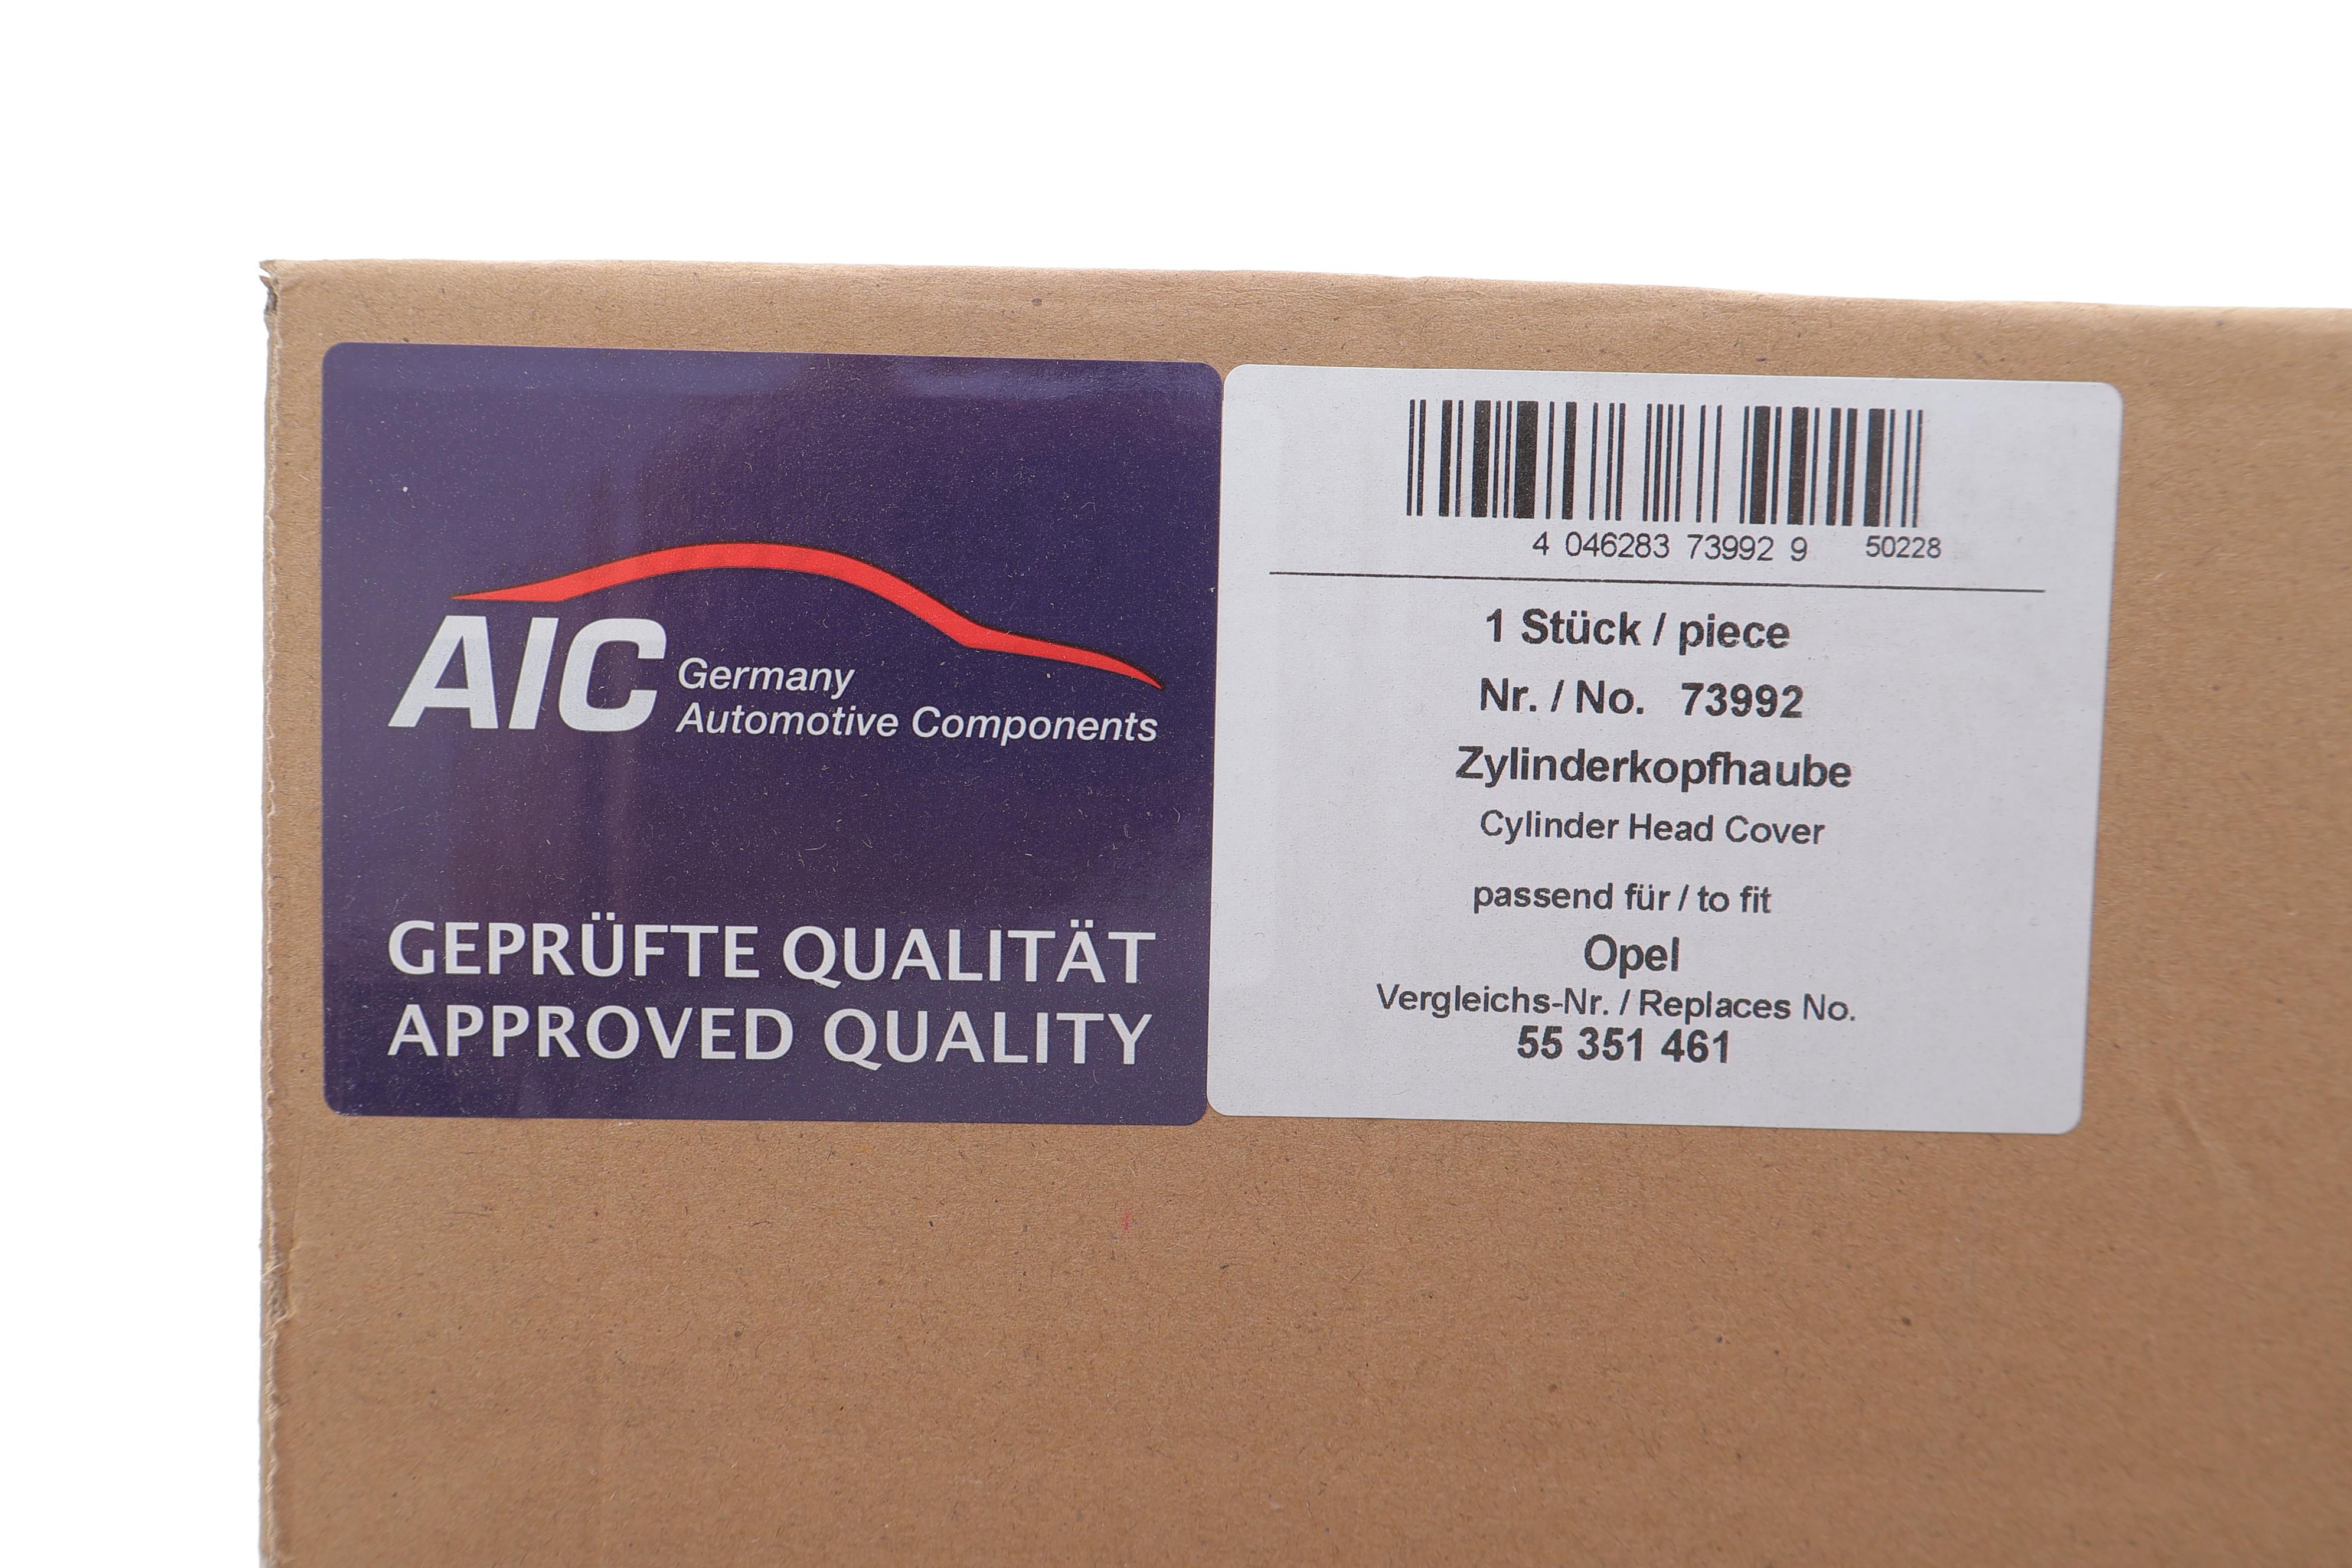 AIC
Germany
Automotive Components
GEPRÜFTE QUALITÄT
APPROVED QUALITY
4 046283 73992 9 50228
1 Stück / piece
Nr. / No. 73992
Zylinderkopfhaube
Cylinder Head Cover
passend für / to fit
Opel
Vergleichs-Nr. / Replaces No.
55 351 461